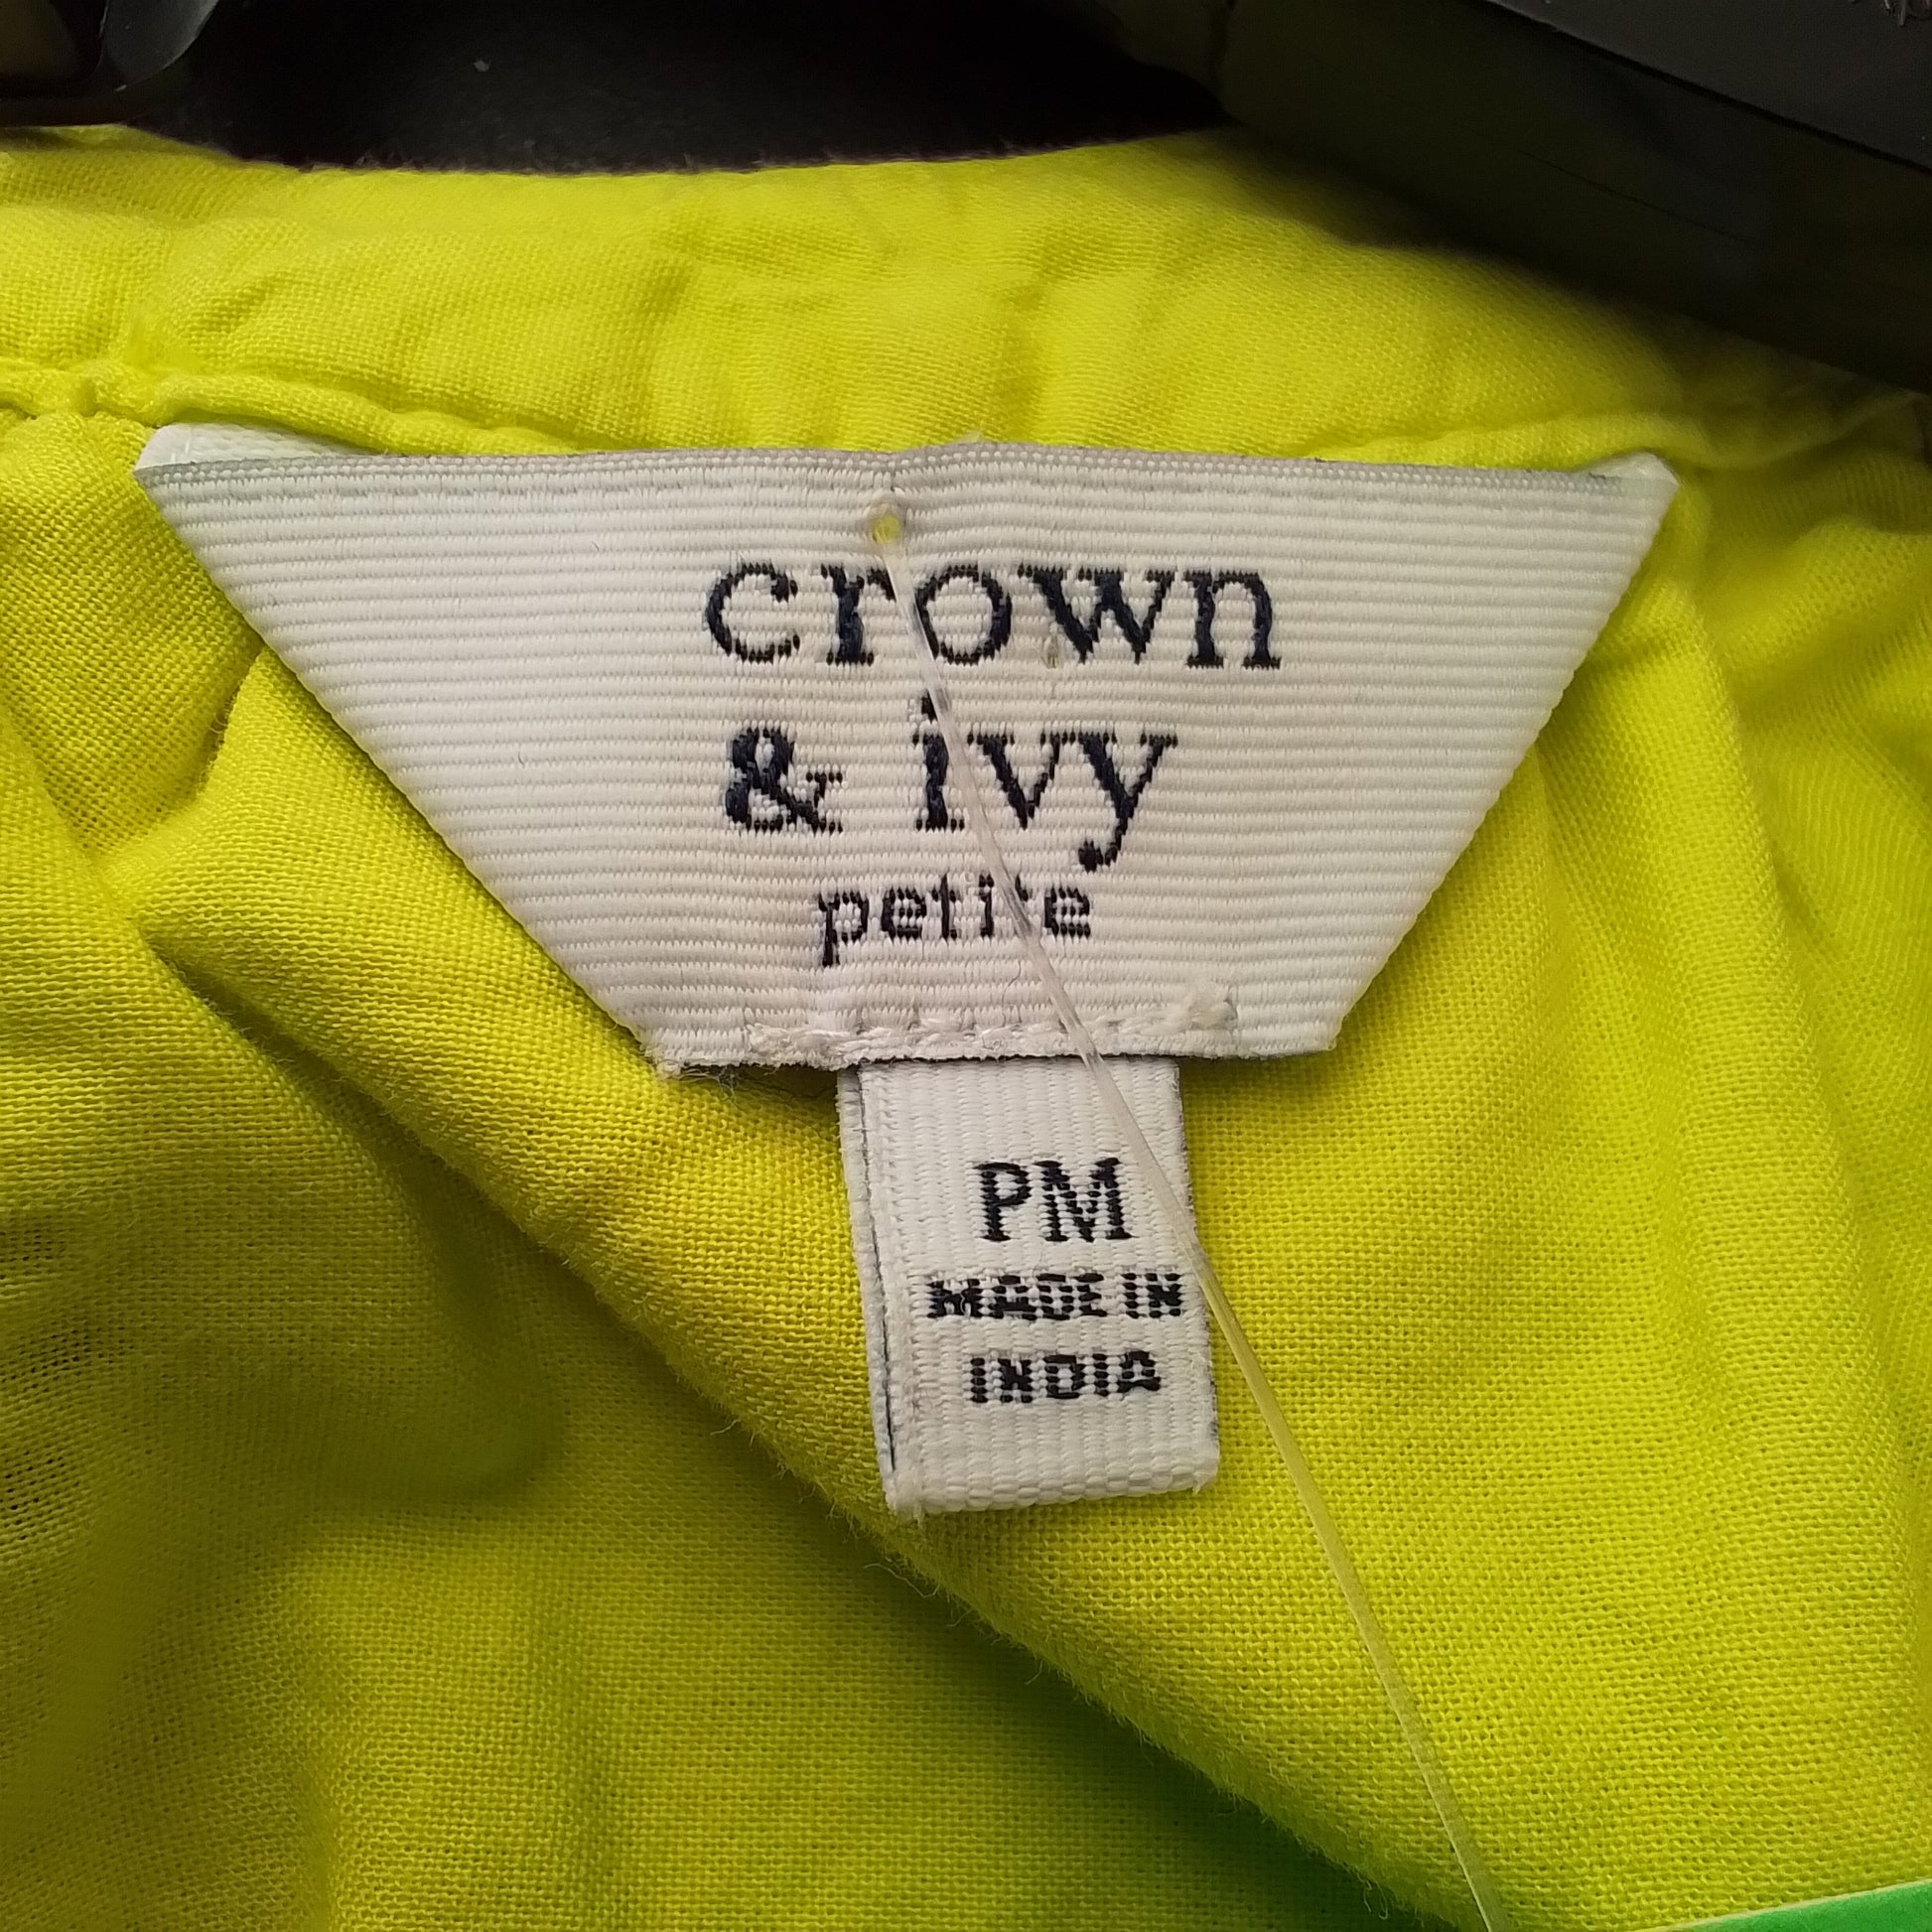 crown
& ivy
petite
PM
MADE IN
INDIA